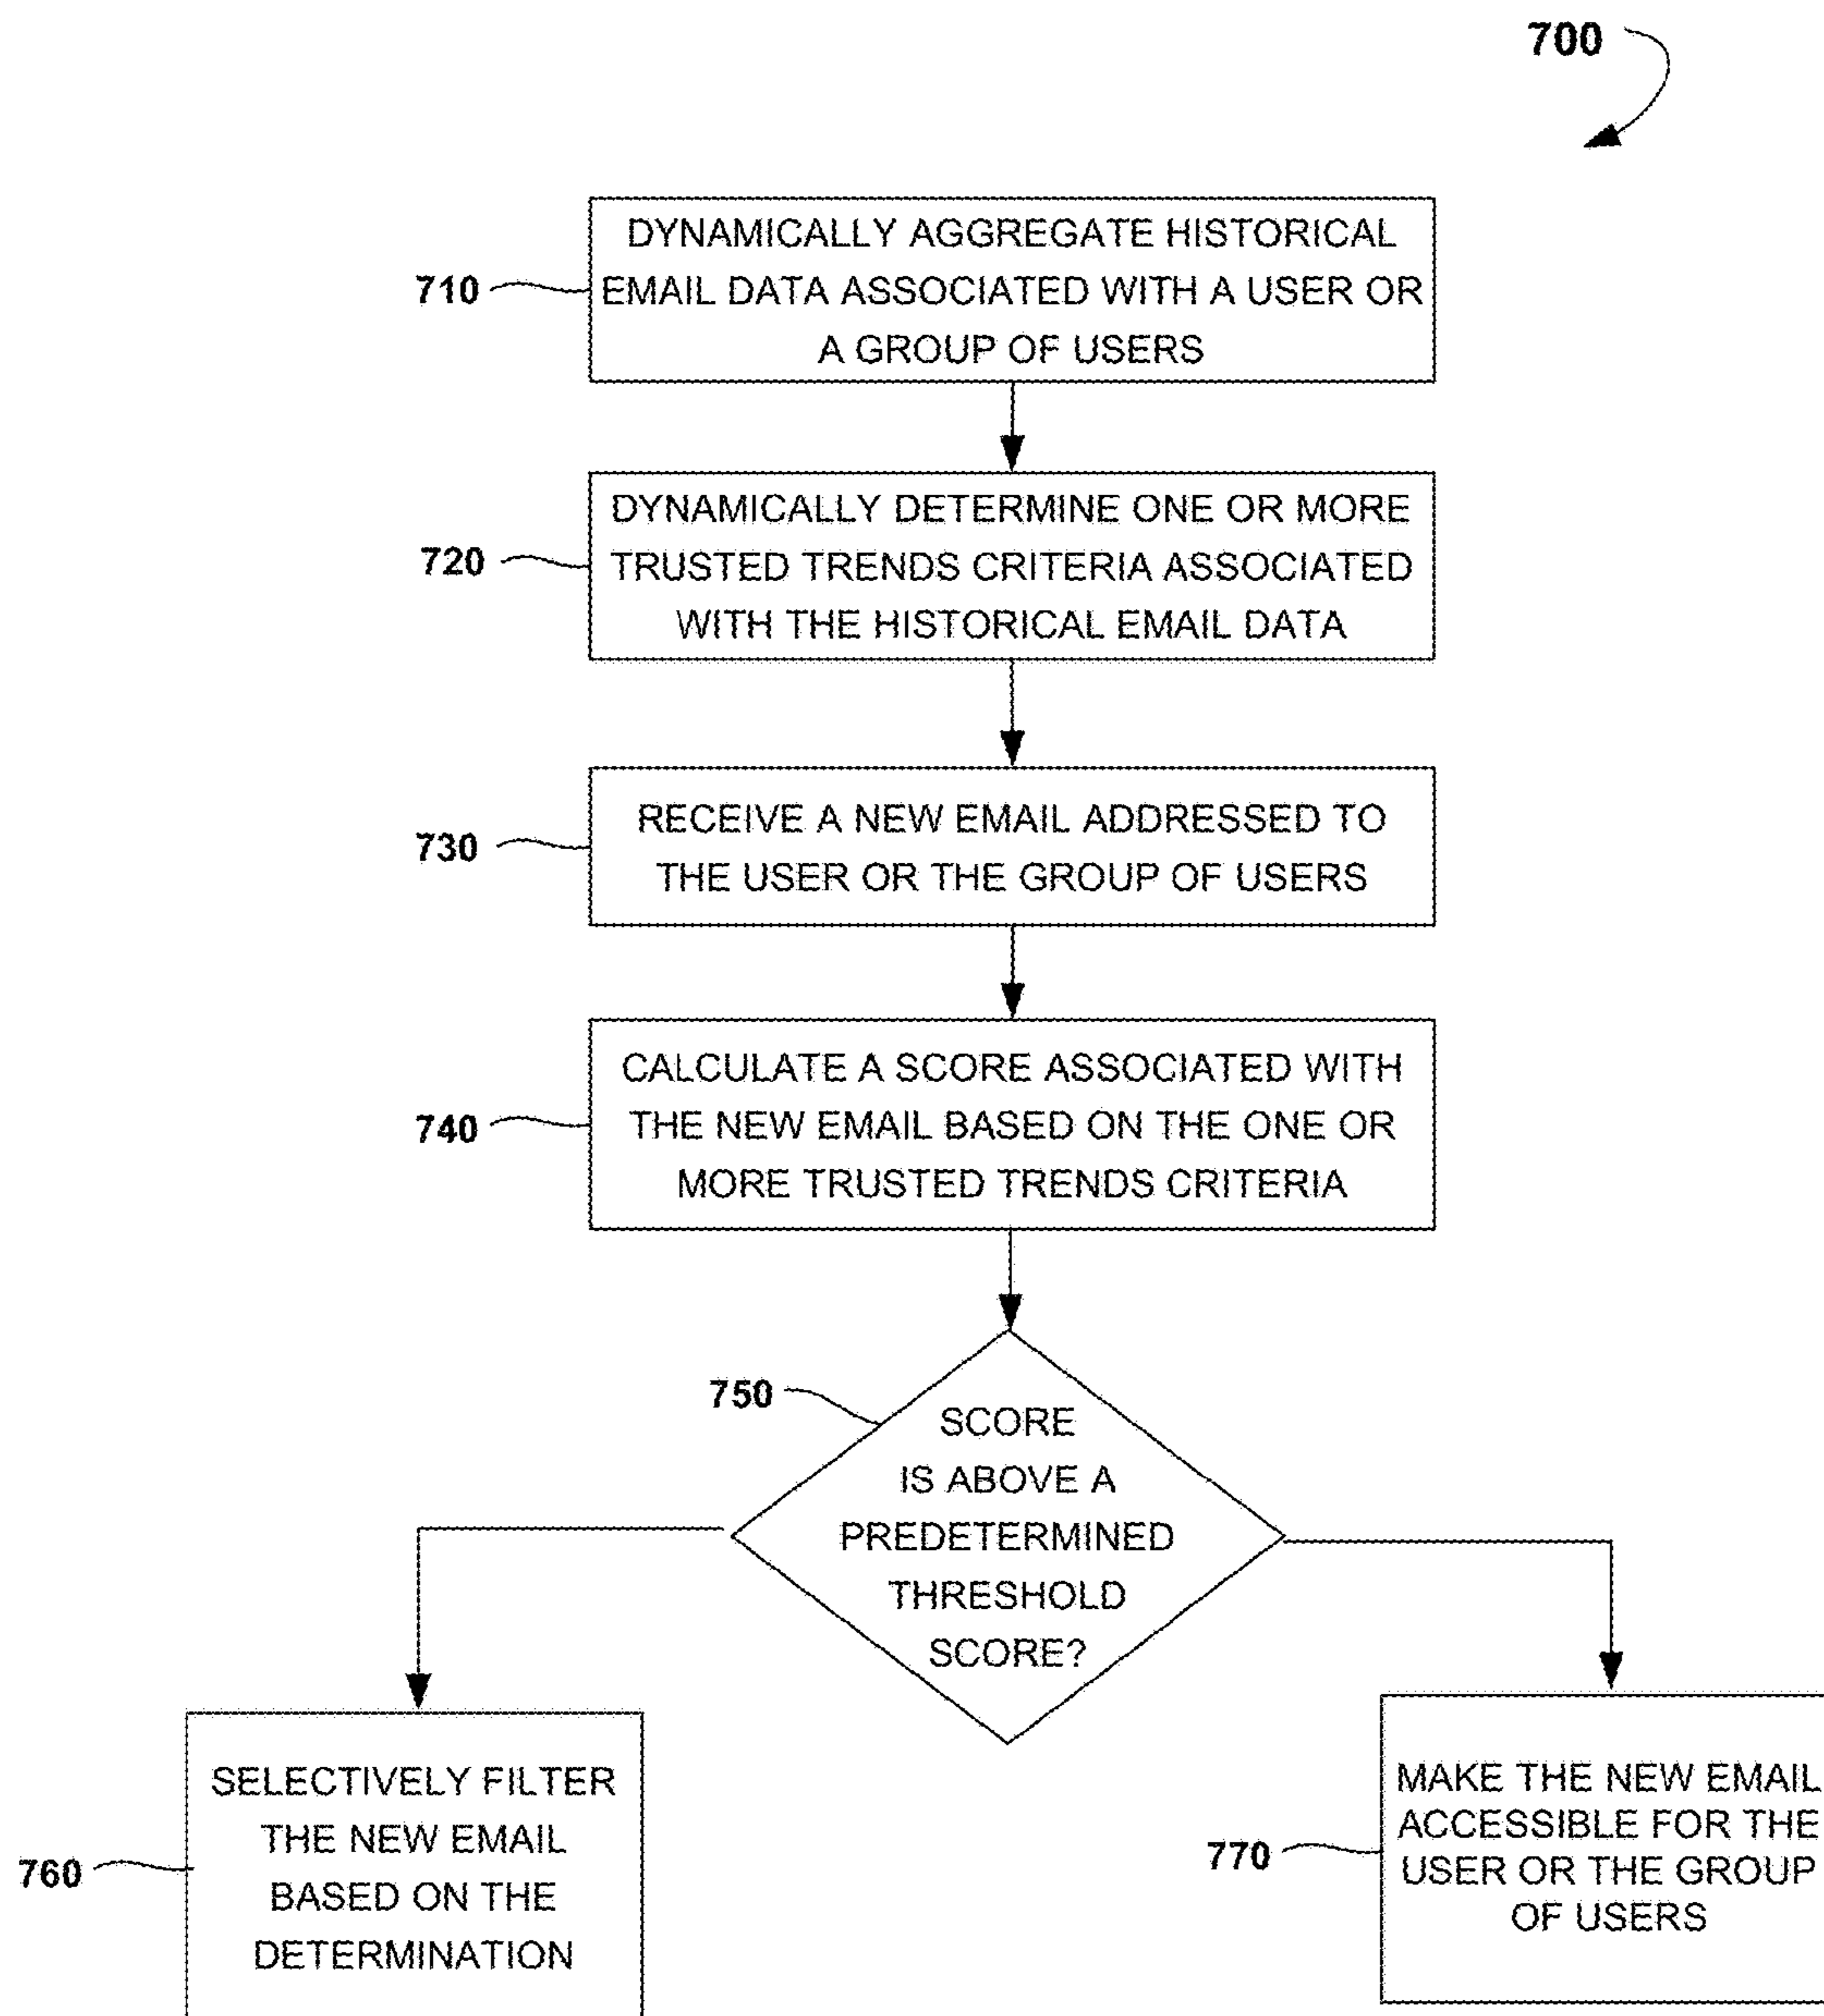 700
DYNAMICALLY AGGREGATE HISTORICAL
710
EMAIL DATA ASSOCIATED WITH A USER OR
A GROUP OF USERS
DYNAMICALLY DETERMINE ONE OR MORE
720
TRUSTED TRENDS CRITERIA ASSOCIATED
WITH THE HISTORICAL EMAIL DATA
730
RECEIVE A NEW EMAIL ADDRESSED TO
THE USER OR THE GROUP OF USERS
CALCULATE A SCORE ASSOCIATED WITH
740
THE NEW EMAIL BASED ON THE ONE OR
MORE TRUSTED TRENDS CRITERIA
750
SCORE
IS ABOVE A
PREDETERMINED
THRESHOLD
SCORE?
760
SELECTIVELY FILTER
THE NEW EMAIL
BASED ON THE
DETERMINATION
770
MAKE THE NEW EMAIL
ACCESSIBLE FOR THE
USER OR THE GROUP
OF USERS